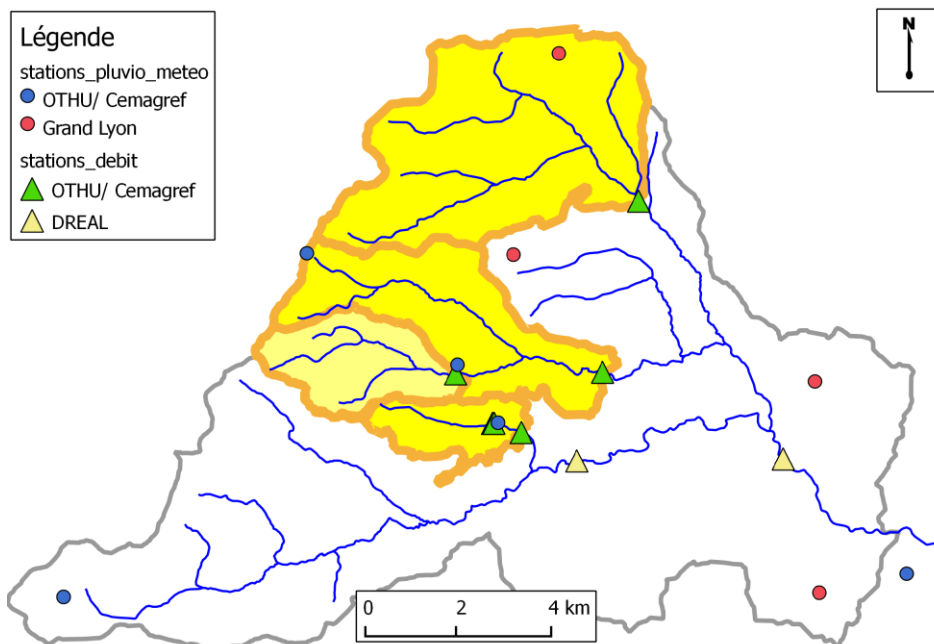 Légende
stations_pluvio_meteo
OTHU/ Cemagref
Grand Lyon
stations_debit
OTHU/ Cemagref
DREAL
N
0 2 4 km